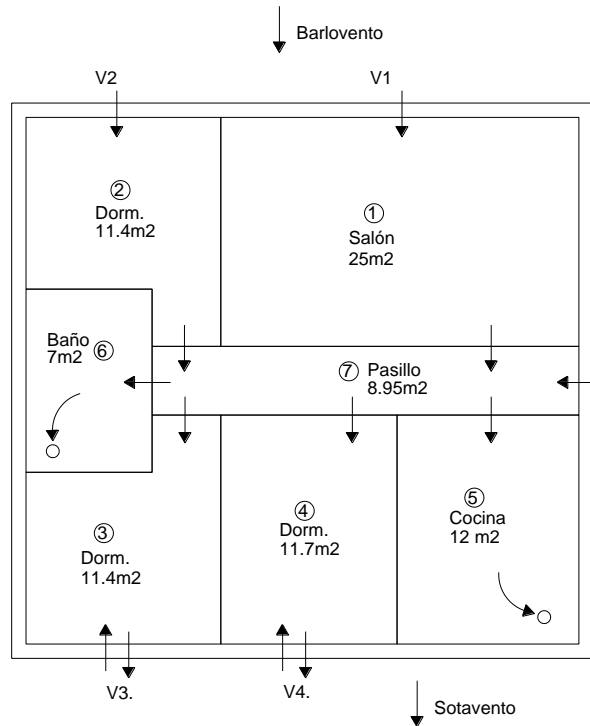 Barlovento
V2
V1
2
Dorm.
11.4m2
1
Salón
25m2
Baño
7m2
6
7
Pasillo
8.95m2
3
Dorm.
11.4m2
4
Dorm.
11.7m2
5
Cocina
12 m2
V3.
V4.
Sotavento